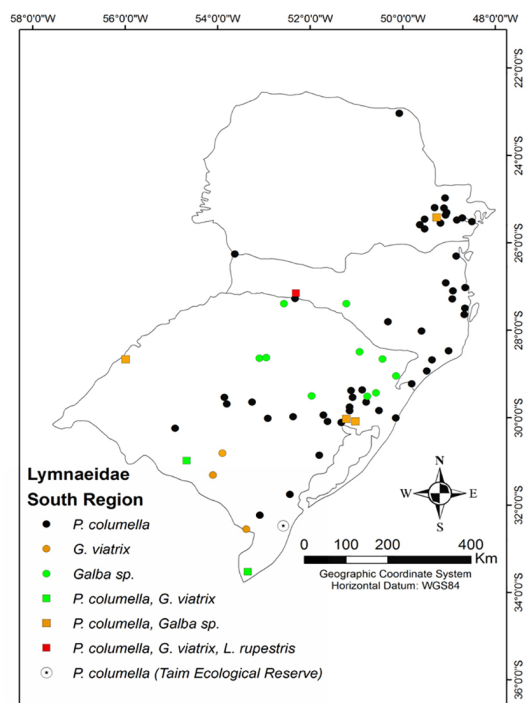 58°0'0"W 56°0'0"W 54°0'0"W 52°0'0"W 50°0'0"W 48°0'0"W
22°0'0"S
24°0'0"S
26°0'0"S
28°0'0"S
30°0'0"S
32°0'0"S
34°0'0"S
36°0'0"S
Lymnaeidae
South Region
P. columella
G. viatrix
Galba sp.
P. columella, G. viatrix
P. columella, Galba sp.
P. columella, G. viatrix, L. rupestris
P. columella (Taim Ecological Reserve)
N
W E
S
0 100 200 400
Km
Geographic Coordinate System
Horizontal Datum: WGS84